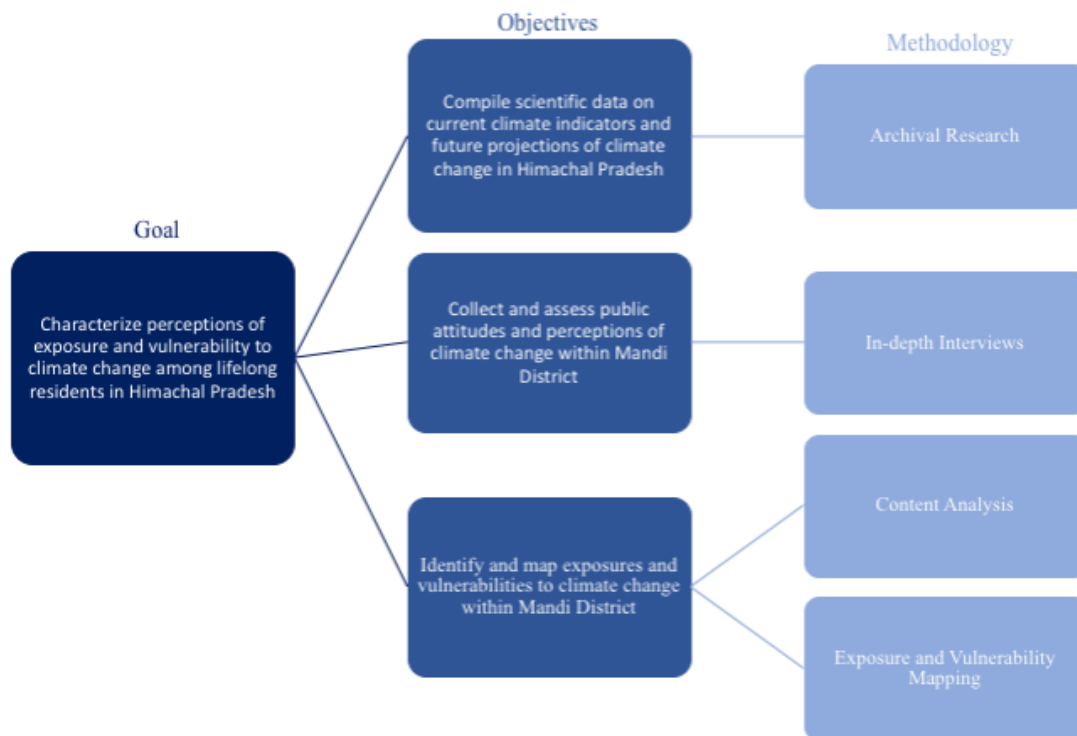 Objectives
Methodology
Compile scientific data on
current climate indicators and
future projections of climate
change in Himachal Pradesh
Archival Research
Goal
Characterize perceptions of
exposure and vulnerability to
climate change among lifelong
residents in Himachal Pradesh
Collect and assess public
attitudes and perceptions of
climate change within Mandi
District
In-depth Interviews
Content Analysis
Identify and map exposures and
vulnerabilities to climate change
within Mandi District
Exposure and Vulnerability
Mapping